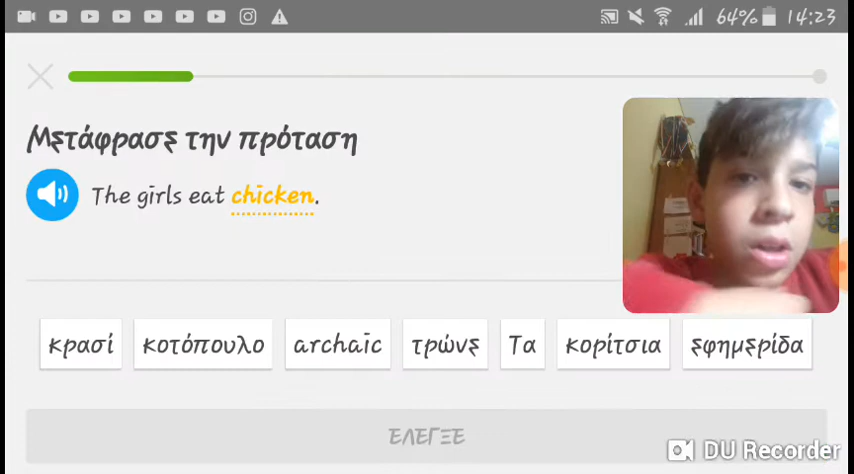 64% 14:23
Μετάφρασε την πρόταση
The girls eat chicken.
κρασί κοτόπουλο archaic τρώνε Τα κορίτσια εφημερίδα
ΕΛΕΓΞΕ
DU Recorder